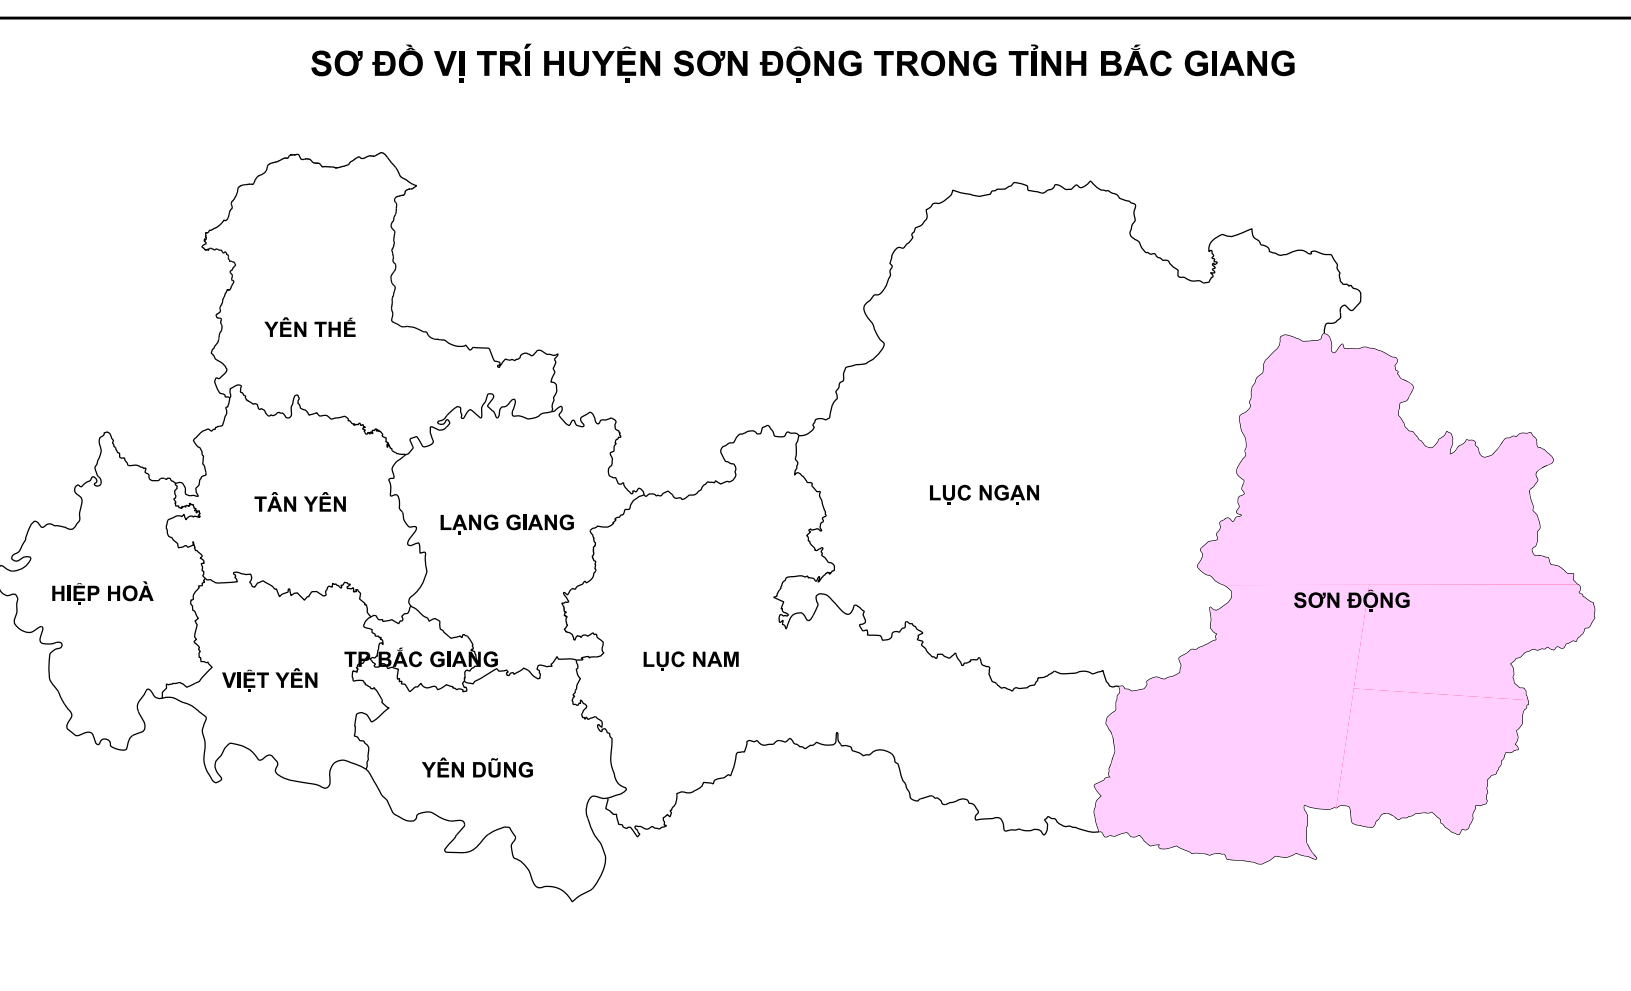 SƠ ĐỒ VỊ TRÍ HUYỆN SƠN ĐỘNG TRONG TỈNH BẮC GIANG
YÊN THẾ
LỤC NGẠN
TÂN YÊN
LẠNG GIANG
HIỆP HOÀ
SƠN ĐỘNG
TP BẮC GIANG
LỤC NAM
VIỆT YÊN
YÊN DŨNG